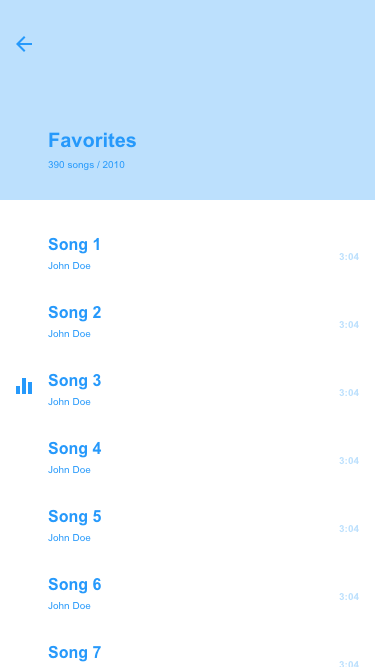 Favorites
390 songs / 2010
Song 1
John Doe
3:04
Song 2
John Doe
3:04
Song 3
John Doe
3:04
Song 4
John Doe
3:04
Song 5
John Doe
3:04
Song 6
John Doe
3:04
Song 7
3:04